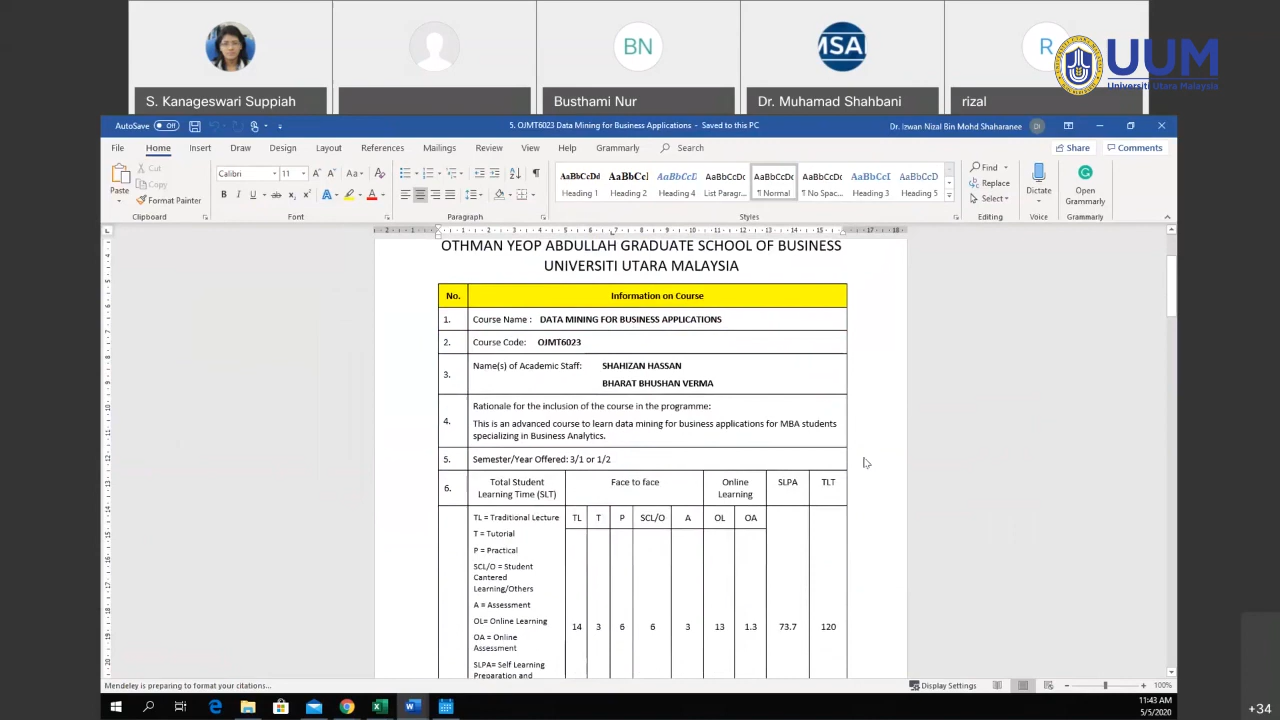 BN
MSA
R
UUM
Universiti Utara Malaysia
S. Kanageswari Suppiah
Busthami Nur
Dr. Muhamad Shahbani
rizal
AutoSave Off
5. OJMT6023 Data Mining for Business Applications - Saved to this PC
Dr. Izwan Nizal Bin Mohd Shaharanee
DI
File Home Insert Draw Design Layout References Mailings Review View Help Grammarly Search
Share Comments
Cut
Copy
Format Painter
Paste
Calibri 11
AaBbCcDd AaBbCcI AaBbCcD AaBbCcDc AaBbCcDc AaBbCcDc AaBbCcD AaBbCcD
Heading 1 Heading 2 Heading 4 List Paragr... ¶ Normal ¶ No Spac... Heading 3 Heading 5
Find
Replace
Select
Dictate
Open
Grammarly
Clipboard Font Paragraph Styles Editing Voice Grammarly
OTHMAN YEOP ABDULLAH GRADUATE SCHOOL OF BUSINESS
UNIVERSITI UTARA MALAYSIA
No. Information on Course
1. Course Name : DATA MINING FOR BUSINESS APPLICATIONS
2. Course Code: OJMT6023
3. Name(s) of Academic Staff: SHAHIZAN HASSAN
BHARAT BHUSHAN VERMA
4. Rationale for the inclusion of the course in the programme:
This is an advanced course to learn data mining for business applications for MBA students
specializing in Business Analytics.
5. Semester/Year Offered: 3/1 or 1/2
6. Total Student
Learning Time (SLT)
Face to face
Online
Learning
SLPA TLT
TL = Traditional Lecture
T = Tutorial
P = Practical
SCL/O = Student
Cantered
Learning/Others
A = Assessment
OL= Online Learning
OA = Online
Assessment
SLPA= Self Learning
Preparation and
TL T P SCL/O A OL OA
14 3 6 6 3 13 1.3 73.7 120
Mendeley is preparing to format your citations...
Display Settings
100%
11:43 AM
5/5/2020
+34